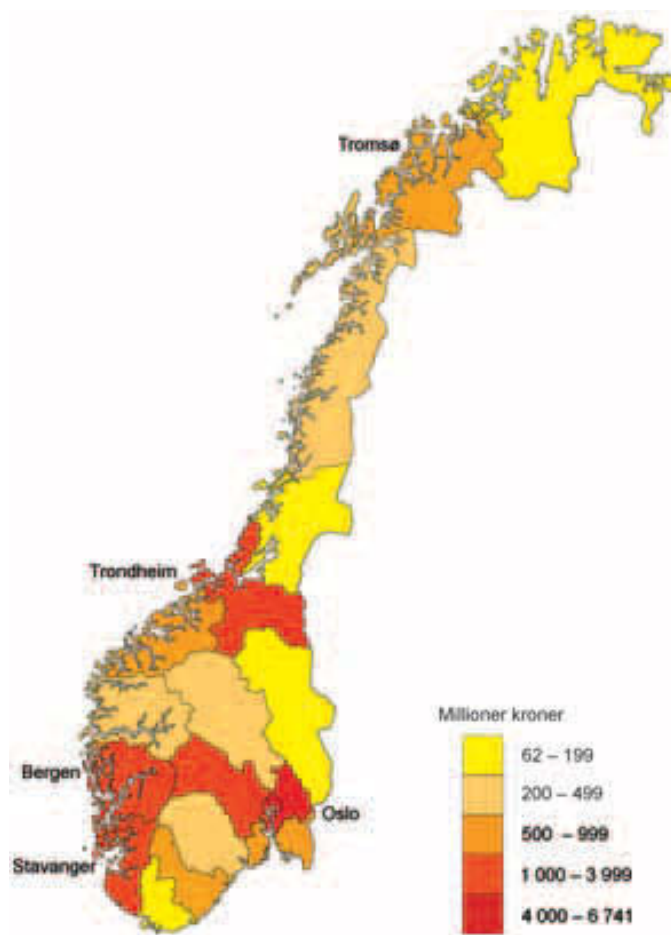 Tromsø
Trondheim
Bergen
Stavanger
Oslo
Millioner kroner
62 – 199
200 – 499
500 – 999
1 000 – 3 999
4 000 – 6 741